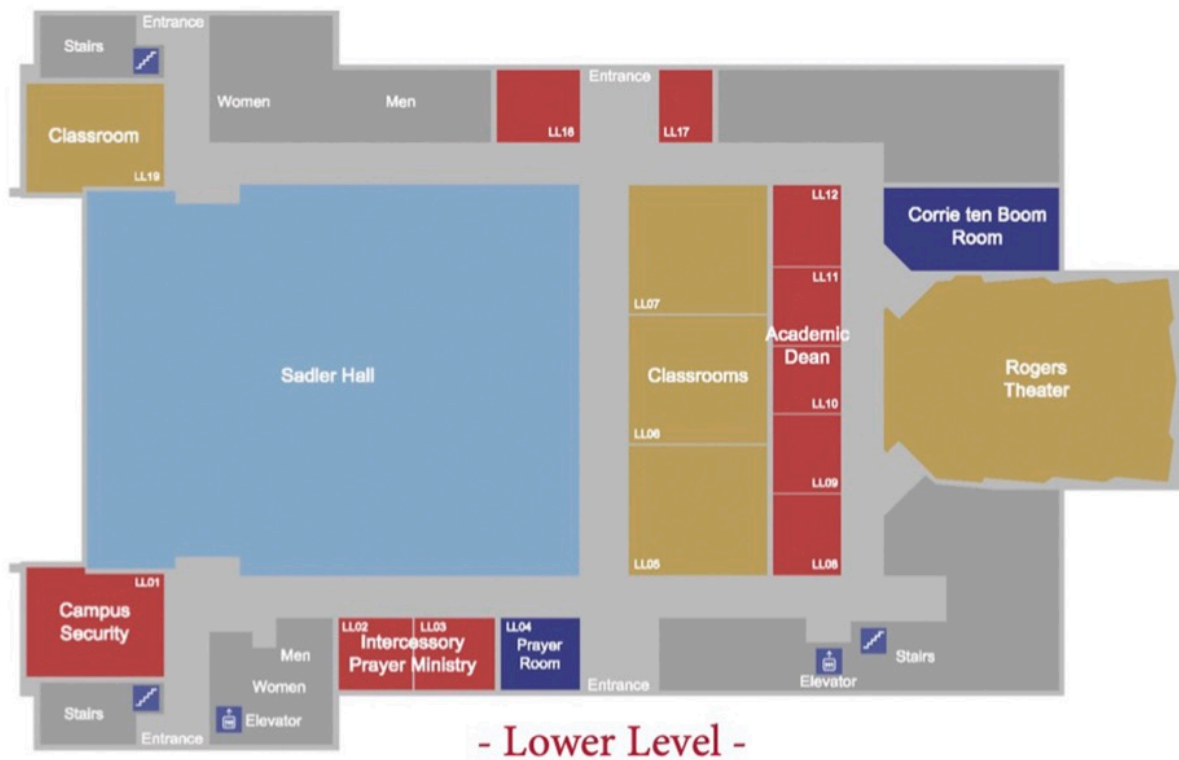 Entrance
Stairs
Women
Men
Entrance
Classroom
LL18
LL17
LL19
LL12
Corrie ten Boom
Room
LL11
LL07
Academic
Dean
Sadler Hall
Classrooms
Rogers
Theater
LL10
LL06
LL09
LL05
LL08
LL01
Campus
Security
LL02
LL03
Intercessory
Prayer Ministry
LL04
Prayer
Room
Men
Women
Stairs
Elevator
Entrance
Entrance
Elevator
Stairs
- Lower Level -